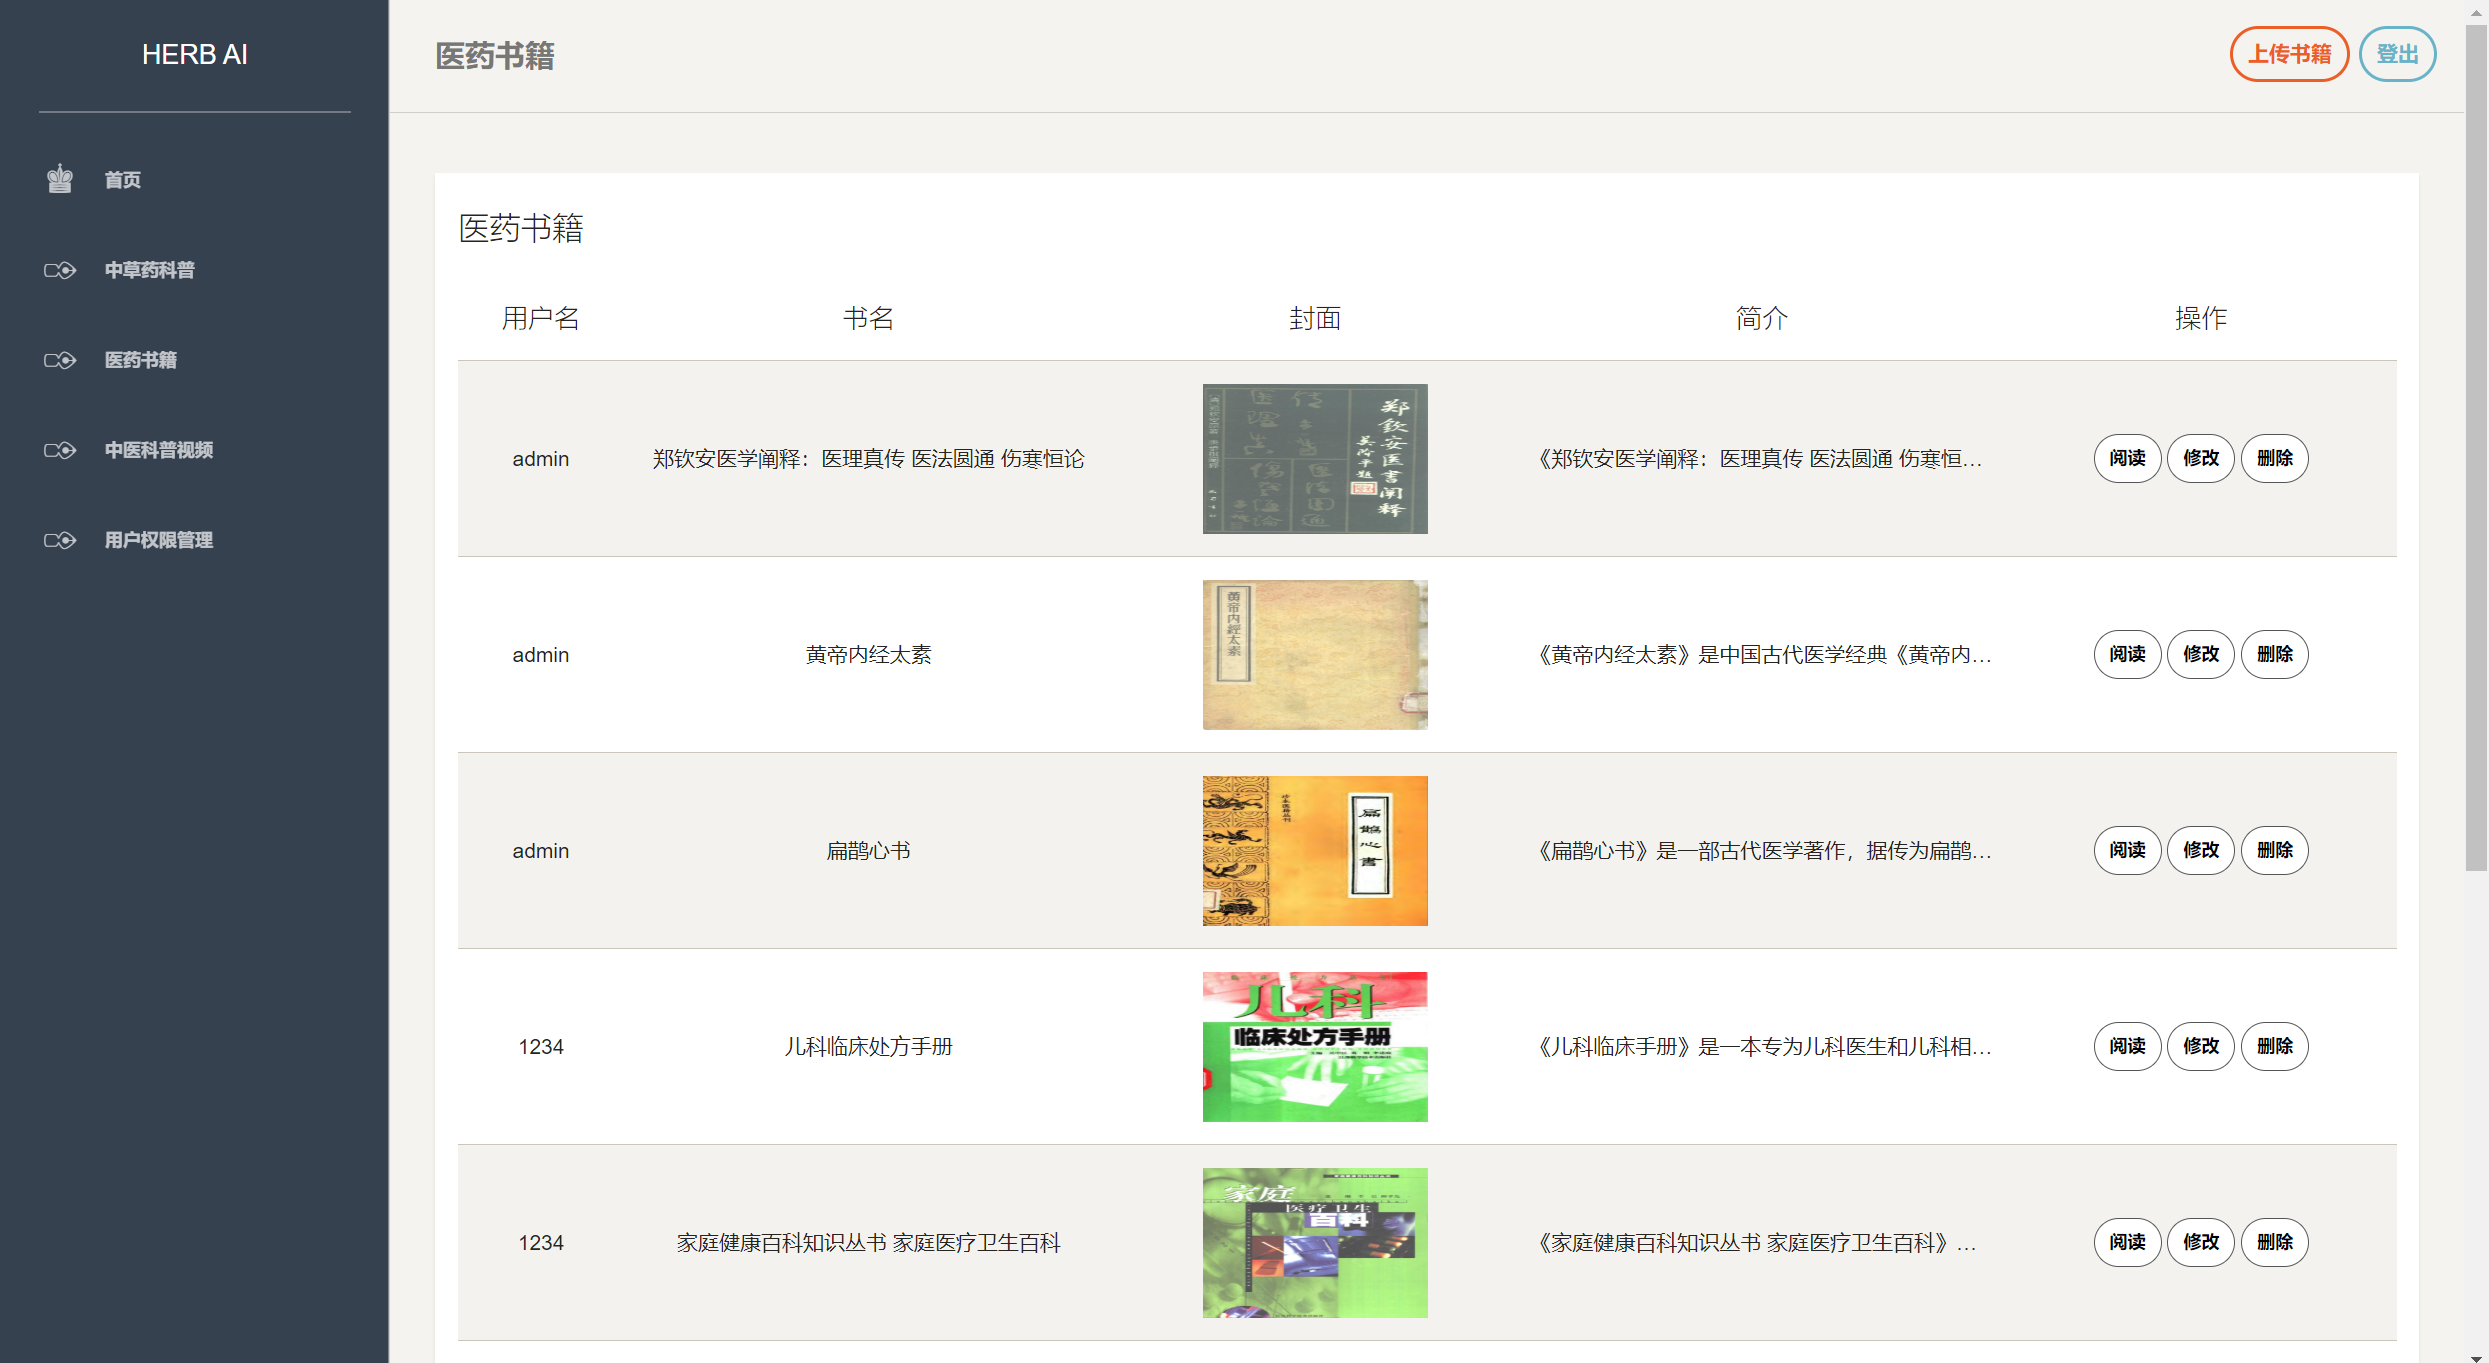 HERB AI
首页
中草药科普
医药书籍
中医科普视频
用户权限管理
医药书籍
上传书籍 登出
医药书籍
用户名 书名 封面 简介 操作
admin 郑钦安医学阐释：医理真传 医法圆通 伤寒恒论 《郑钦安医学阐释：医理真传 医法圆通 伤寒恒... 阅读 修改 删除
郑钦安医书阐释
admin 黄帝内经太素 《黄帝内经太素》是中国古代医学经典《黄帝内... 阅读 修改 删除
黃帝內經太素
admin 扁鹊心书 《扁鹊心书》是一部古代医学著作，据传为扁鹊... 阅读 修改 删除
扁鵲心書
1234 儿科临床处方手册 《儿科临床手册》是一本专为儿科医生和儿科相... 阅读 修改 删除
儿科
临床处方手册
1234 家庭健康百科知识丛书 家庭医疗卫生百科 《家庭健康百科知识丛书 家庭医疗卫生百科》... 阅读 修改 删除
家庭
医疗卫生
百科